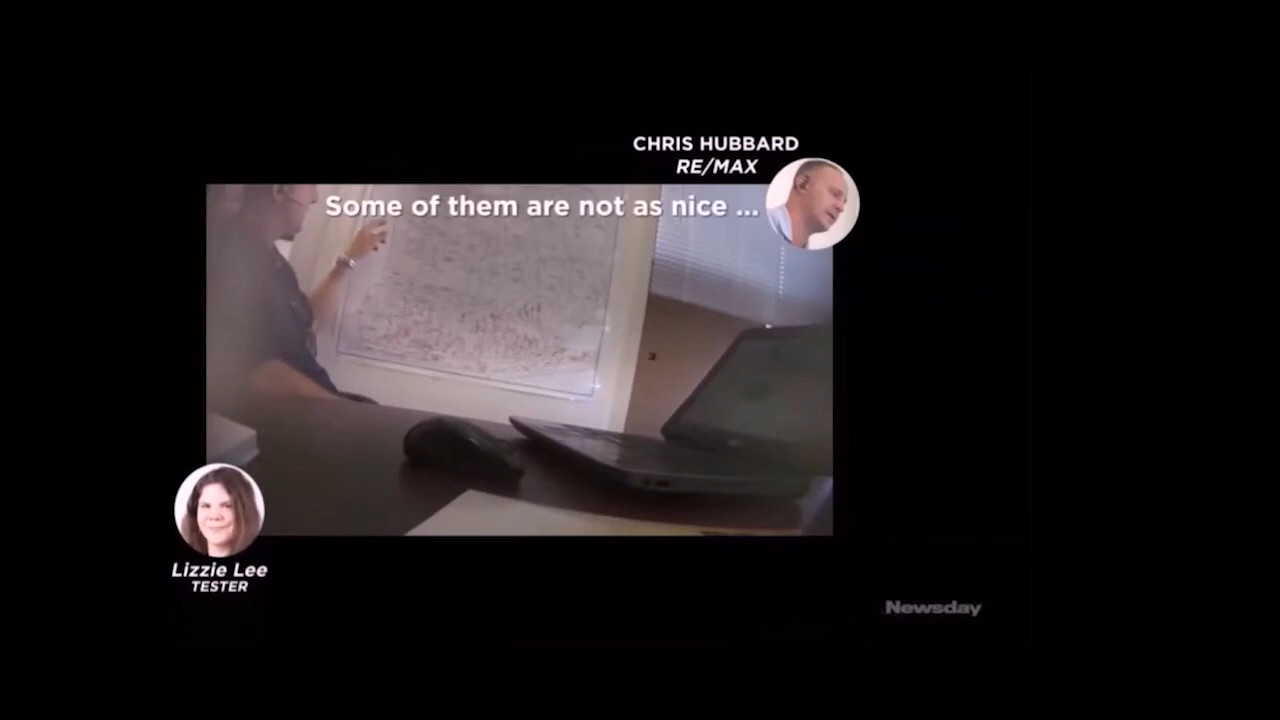 CHRIS HUBBARD
RE/MAX
Some of them are not as nice ...
Lizzie Lee
TESTER
Newsday